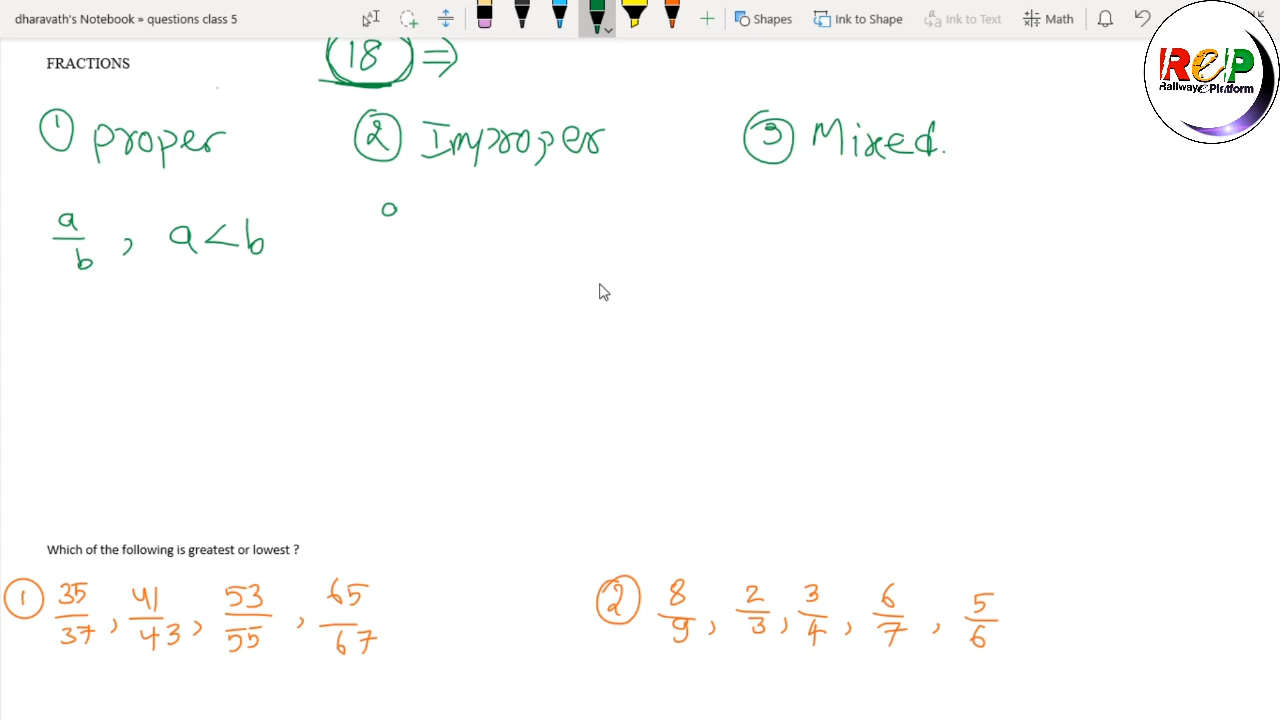 dharavath's Notebook » questions class 5
Shapes Ink to Shape Ink to Text Math
REP
Railway Platform
FRACTIONS
18 ⇒
① Proper ② Improper ③ Mixed.
a/b , a < b a
Which of the following is greatest or lowest ?
① 35/37 , 41/43 , 53/55 , 65/67 ② 8/9 , 2/3 , 3/4 , 6/7 , 5/6